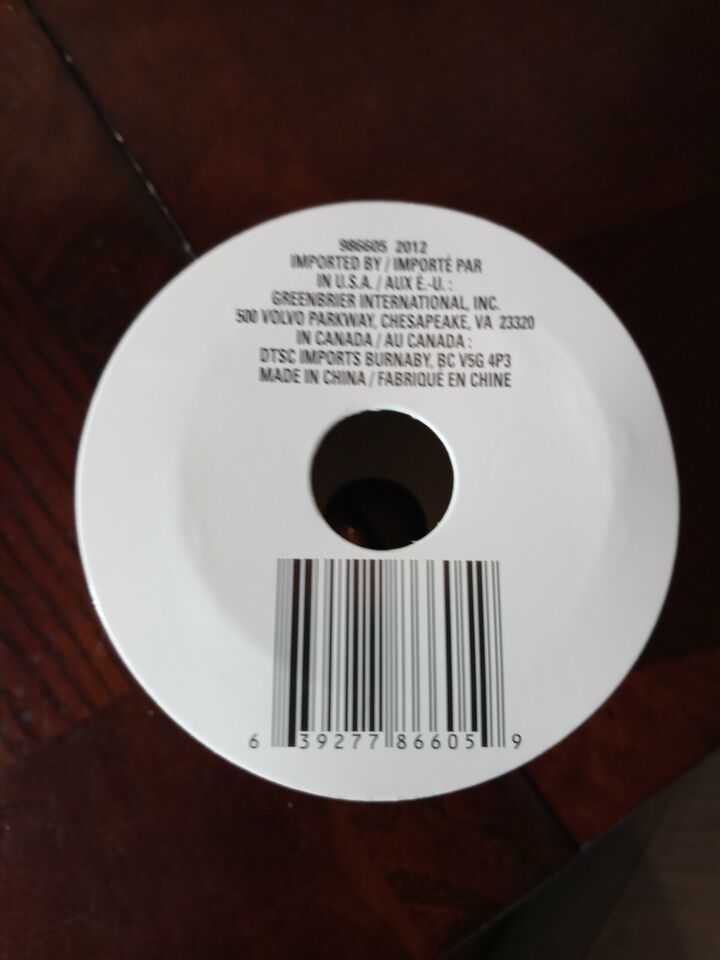 986605 2012
IMPORTED BY / IMPORTÉ PAR
IN U.S.A. / AUX É.-U. :
GREENBRIER INTERNATIONAL, INC.
500 VOLVO PARKWAY, CHESAPEAKE, VA 23320
IN CANADA / AU CANADA :
DTSC IMPORTS BURNABY, BC V5G 4P3
MADE IN CHINA / FABRIQUÉ EN CHINE
6 39277 86605 9